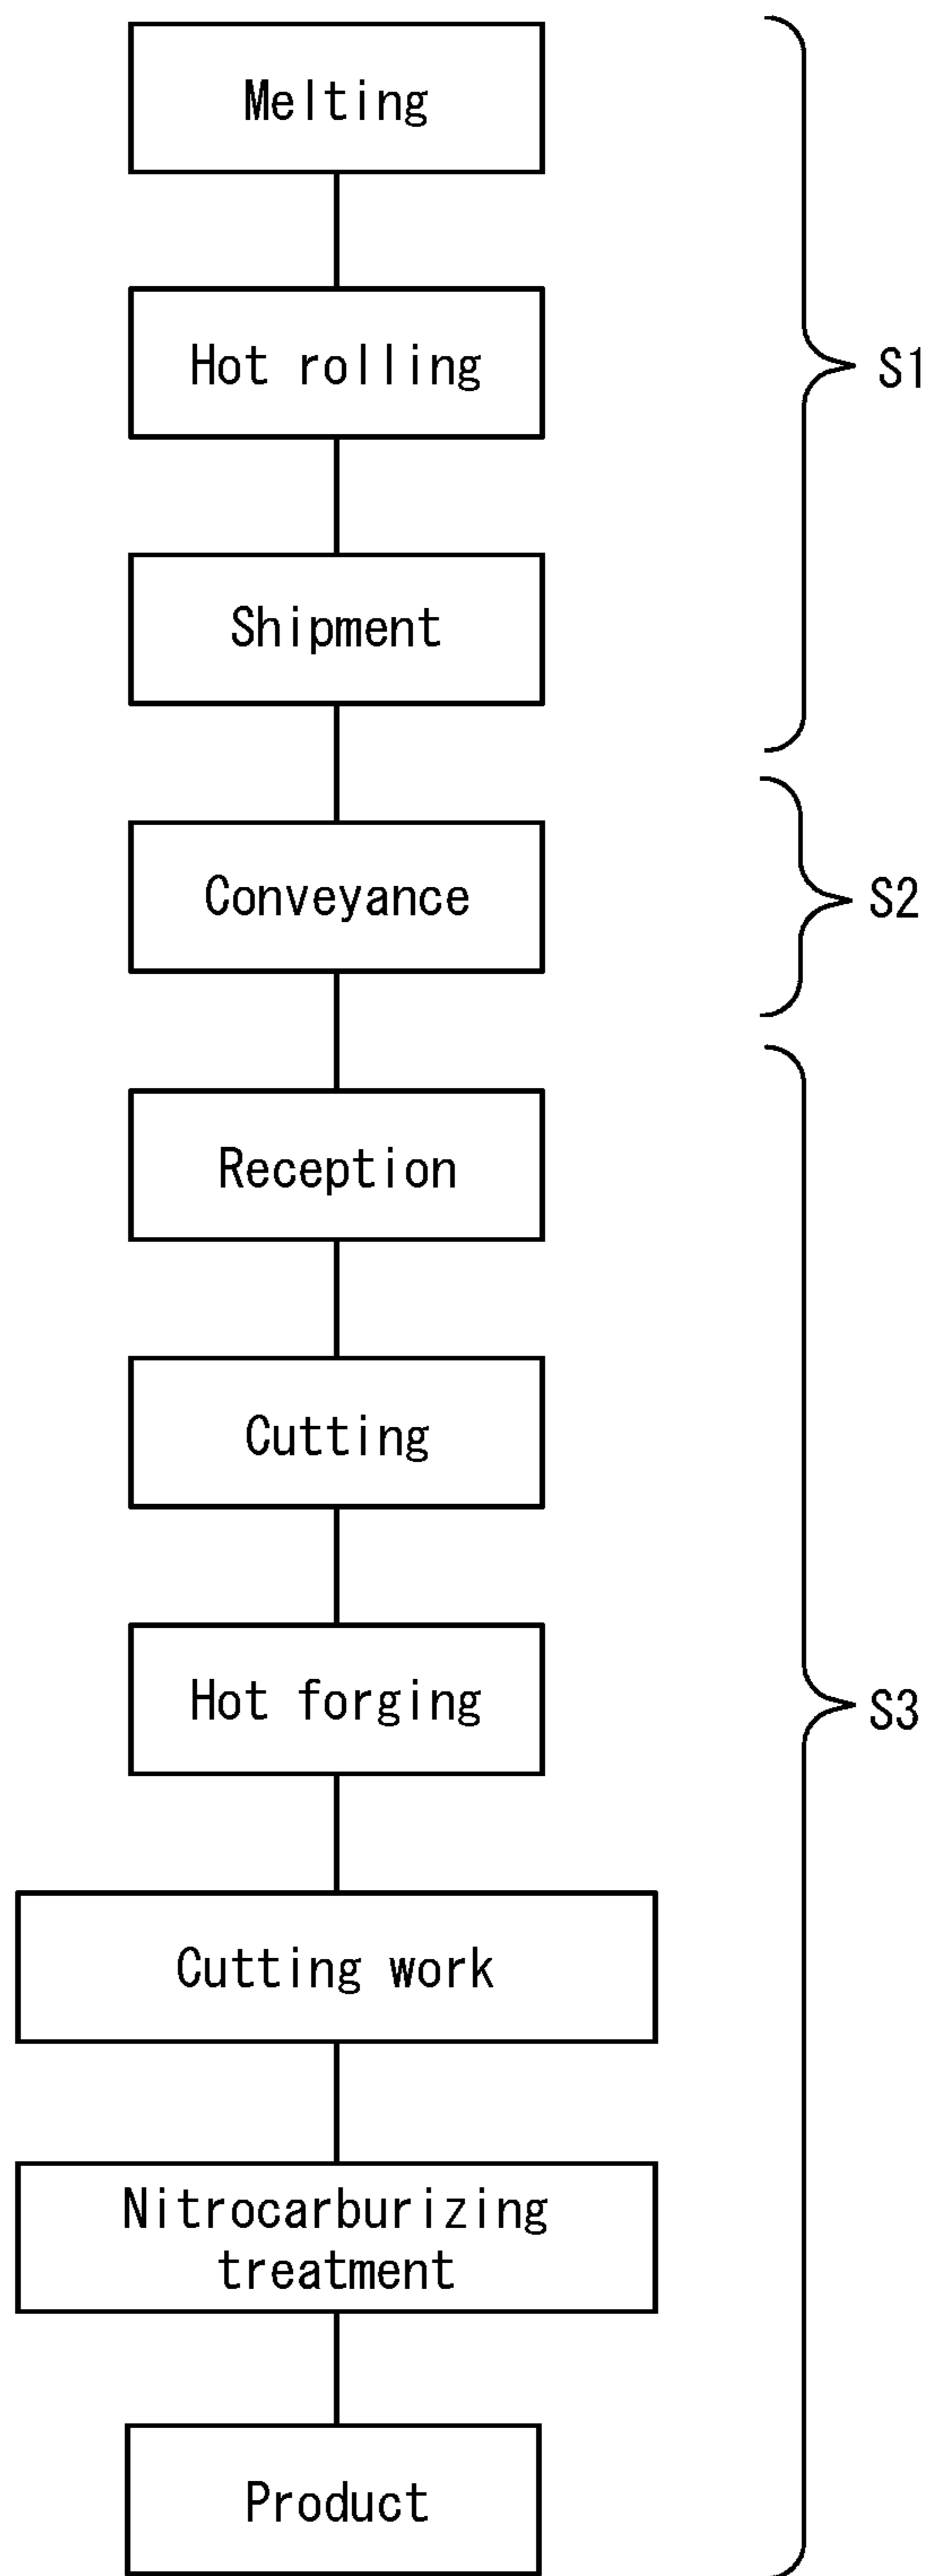 Melting
Hot rolling
S1
Shipment
Conveyance
S2
Reception
Cutting
Hot forging
S3
Cutting work
Nitrocarburizing
treatment
Product